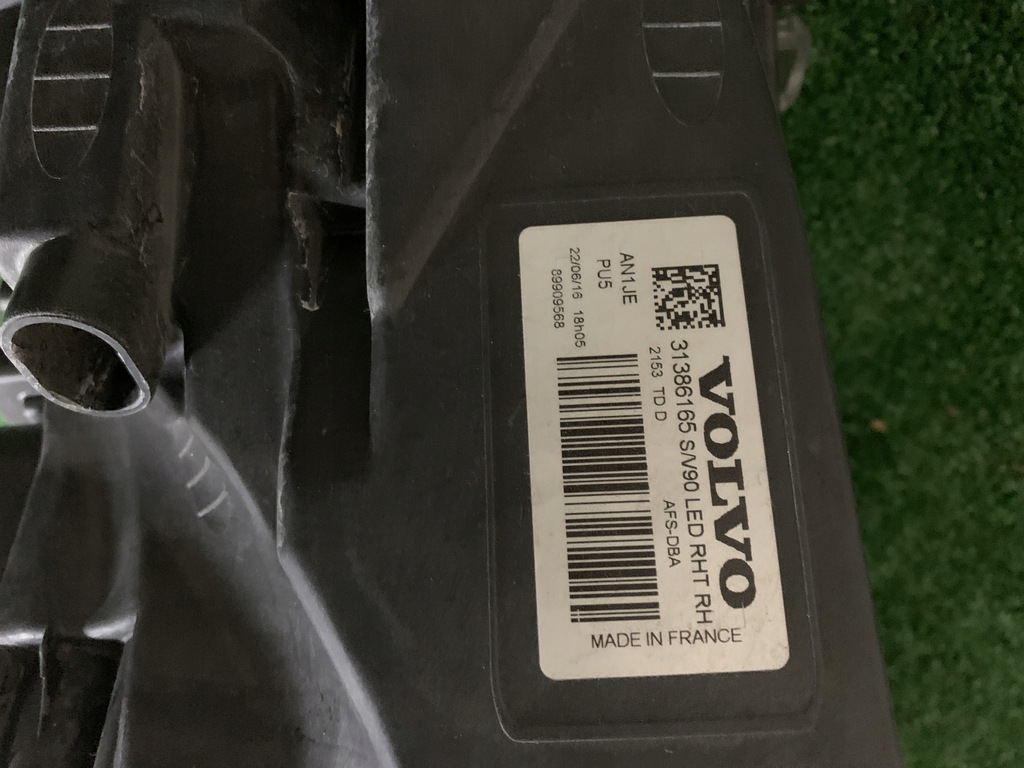 VOLVO
31386165 S/V90 LED RHT RH
2153 TD D
AFS-DBA
AN1JE
PU5
22/06/16 18h05
89909568
MADE IN FRANCE